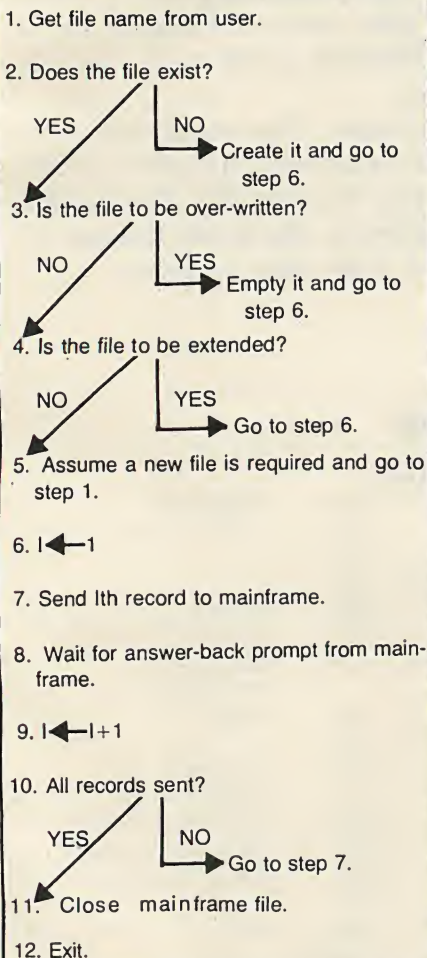 1. Get file name from user.
2. Does the file exist?
YES
NO
Create it and go to
step 6.
3. Is the file to be over-written?
NO
YES
Empty it and go to
step 6.
4. Is the file to be extended?
NO
YES
Go to step 6.
5. Assume a new file is required and go to
step 1.
6. I←1
7. Send Ith record to mainframe.
8. Wait for answer-back prompt from main-
frame.
9. I←I+1
10. All records sent?
YES
NO
Go to step 7.
11. Close mainframe file.
12. Exit.